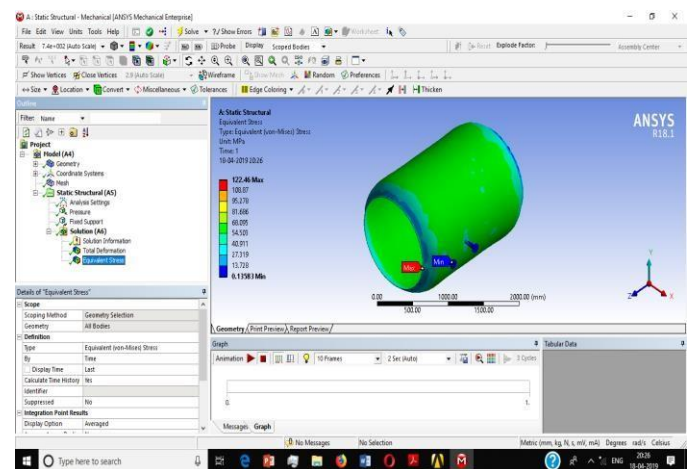 A : Static Structural - Mechanical [ANSYS Mechanical Enterprise]
File Edit View Units Tools Help Solve ?/Show Errors Worksheet
Result 7.4e+002 (Auto Scale) Probe Display Scoped Bodies Reset Explode Factor: Assembly Center
Show Vertices Close Vertices 2.9 (Auto Scale) Wireframe Show Mesh Random Preferences
Size Location Convert Miscellaneous Tolerances Edge Coloring Thicken
Outline
Filter: Name
Project
Model (A4)
Geometry
Coordinate Systems
Mesh
Static Structural (A5)
Analysis Settings
Pressure
Fixed Support
Solution (A6)
Solution Information
Total Deformation
Equivalent Stress
A: Static Structural
Equivalent Stress
Type: Equivalent (von-Mises) Stress
Unit: MPa
Time: 1
18-04-2019 20:26
122.46 Max
108.87
95.278
81.686
68.095
54.503
40.911
27.319
13.728
0.13583 Min
ANSYS
R18.1
Max
Min
0.00 1000.00 2000.00 (mm)
500.00 1500.00
Y
Z X
Geometry Print Preview Report Preview
Details of "Equivalent Stress"
Scope
Scoping Method Geometry Selection
Geometry All Bodies
Definition
Type Equivalent (von-Mises) Stress
By Time
Display Time Last
Calculate Time History Yes
Identifier
Suppressed No
Integration Point Results
Display Option Averaged
Graph
Animation 10 Frames 2 Sec (Auto) 3 Cycles
0. 1.
Messages Graph
Tabular Data
No Messages No Selection Metric (mm, kg, N, s, mV, mA) Degrees rad/s Celsius
Type here to search
ENG 20:26
18-04-2019